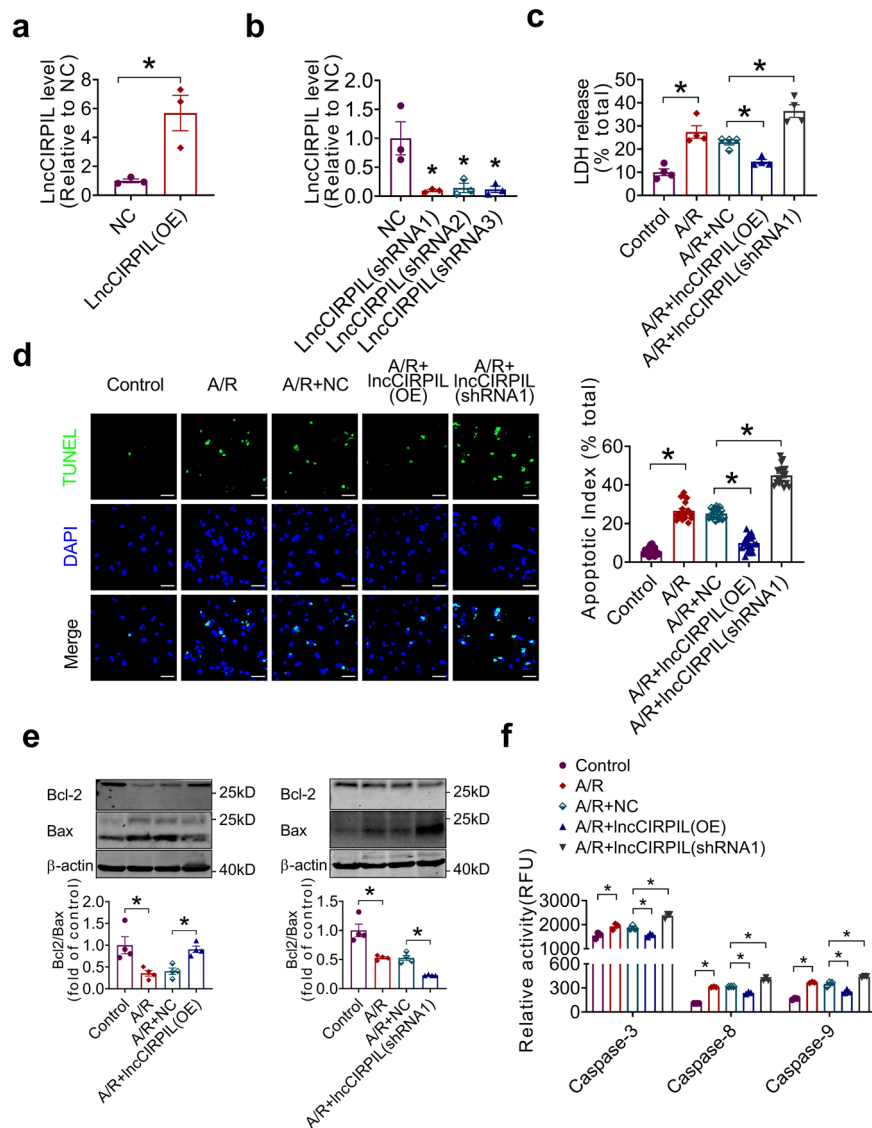 a
LncCIRPIL level
(Relative to NC)
8
6
4
2
0
*
NC
LncCIRPIL(OE)
b
LncCIRPIL level
(Relative to NC)
2.0
1.5
1.0
0.5
0.0
* * *
NC
LncCIRPIL(shRNA1)
LncCIRPIL(shRNA2)
LncCIRPIL(shRNA3)
c
LDH release
(% total)
50
40
30
20
10
0
* * *
Control
A/R
A/R+NC
A/R+lncCIRPIL(OE)
A/R+lncCIRPIL(shRNA1)
d
Control
A/R
A/R+NC
A/R+
lncCIRPIL
(OE)
A/R+
lncCIRPIL
(shRNA1)
TUNEL
DAPI
Merge
Apoptotic Index (% total)
60
40
20
0
* * *
Control
A/R
A/R+NC
A/R+lncCIRPIL(OE)
A/R+lncCIRPIL(shRNA1)
e
Bcl-2
25kD
Bax
25kD
β-actin
40kD
Bcl2/Bax
(fold of control)
2.0
1.5
1.0
0.5
0.0
* *
Control
A/R
A/R+NC
A/R+lncCIRPIL(OE)
Bcl-2
25kD
Bax
25kD
β-actin
40kD
Bcl2/Bax
(fold of control)
2.0
1.5
1.0
0.5
0.0
* *
Control
A/R
A/R+NC
A/R+lncCIRPIL(shRNA1)
f
Control
A/R
A/R+NC
A/R+lncCIRPIL(OE)
A/R+lncCIRPIL(shRNA1)
Relative activity(RFU)
3000
2000
1000
600
300
0
* * *
* * *
* * *
Caspase-3
Caspase-8
Caspase-9